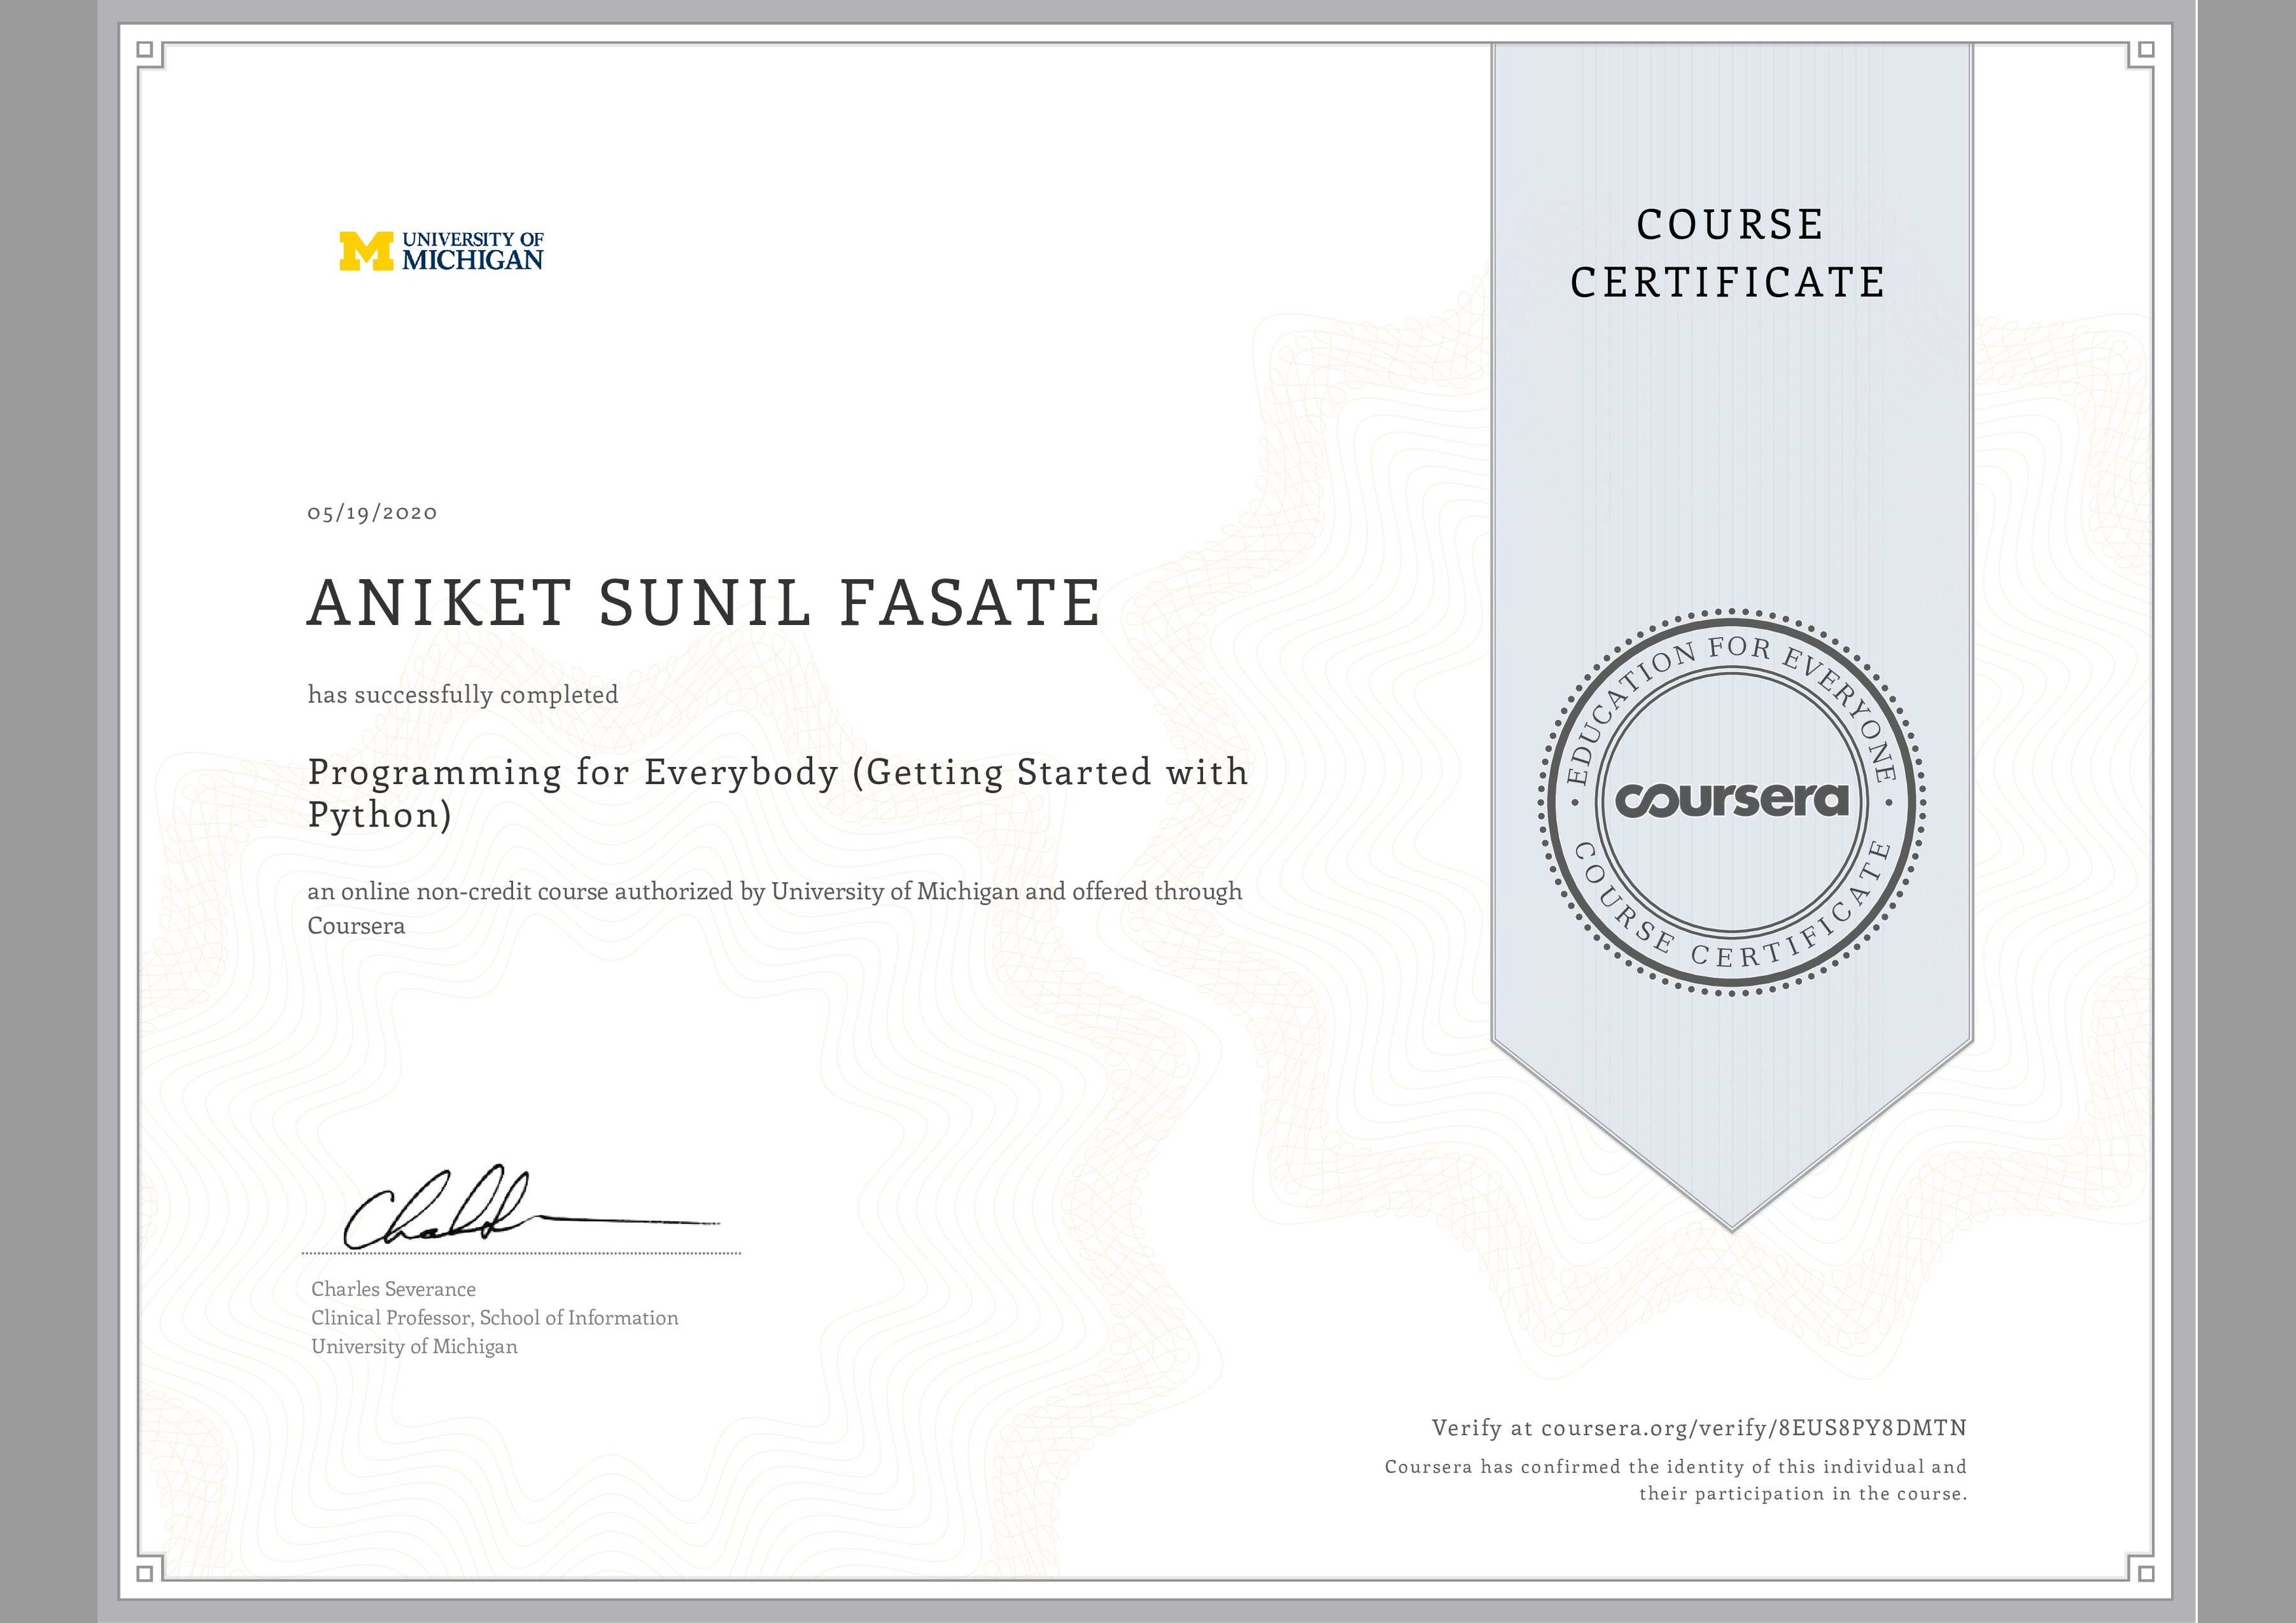 UNIVERSITY OF
MICHIGAN
COURSE
CERTIFICATE
05/19/2020
ANIKET SUNIL FASATE
has successfully completed
Programming for Everybody (Getting Started with
Python)
an online non-credit course authorized by University of Michigan and offered through
Coursera
EDUCATION FOR EVERYONE
coursera
COURSE CERTIFICATE
Charles Severance
Clinical Professor, School of Information
University of Michigan
Verify at coursera.org/verify/8EUS8PY8DMTN
Coursera has confirmed the identity of this individual and
their participation in the course.